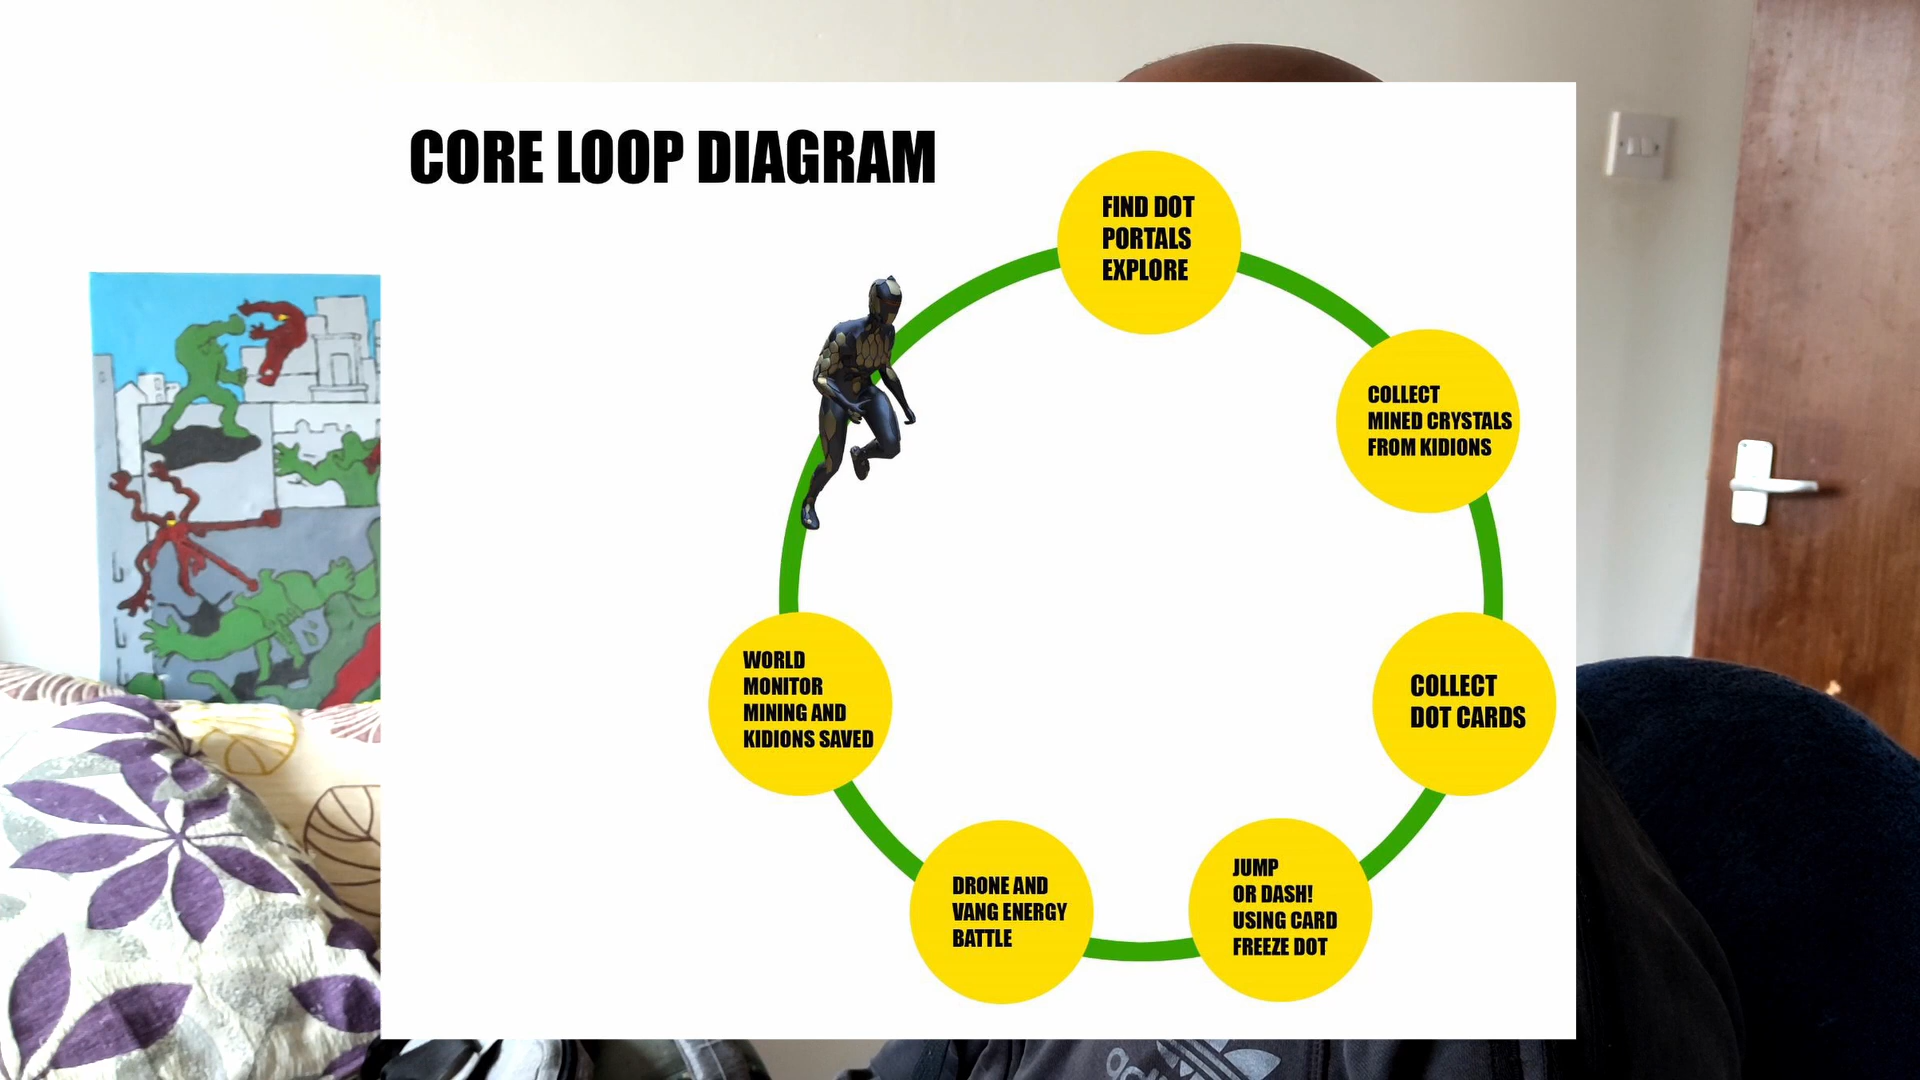 CORE LOOP DIAGRAM
FIND DOT
PORTALS
EXPLORE
COLLECT
MINED CRYSTALS
FROM KIDIONS
COLLECT
DOT CARDS
JUMP
OR DASH!
USING CARD
FREEZE DOT
DRONE AND
VANG ENERGY
BATTLE
WORLD
MONITOR
MINING AND
KIDIONS SAVED